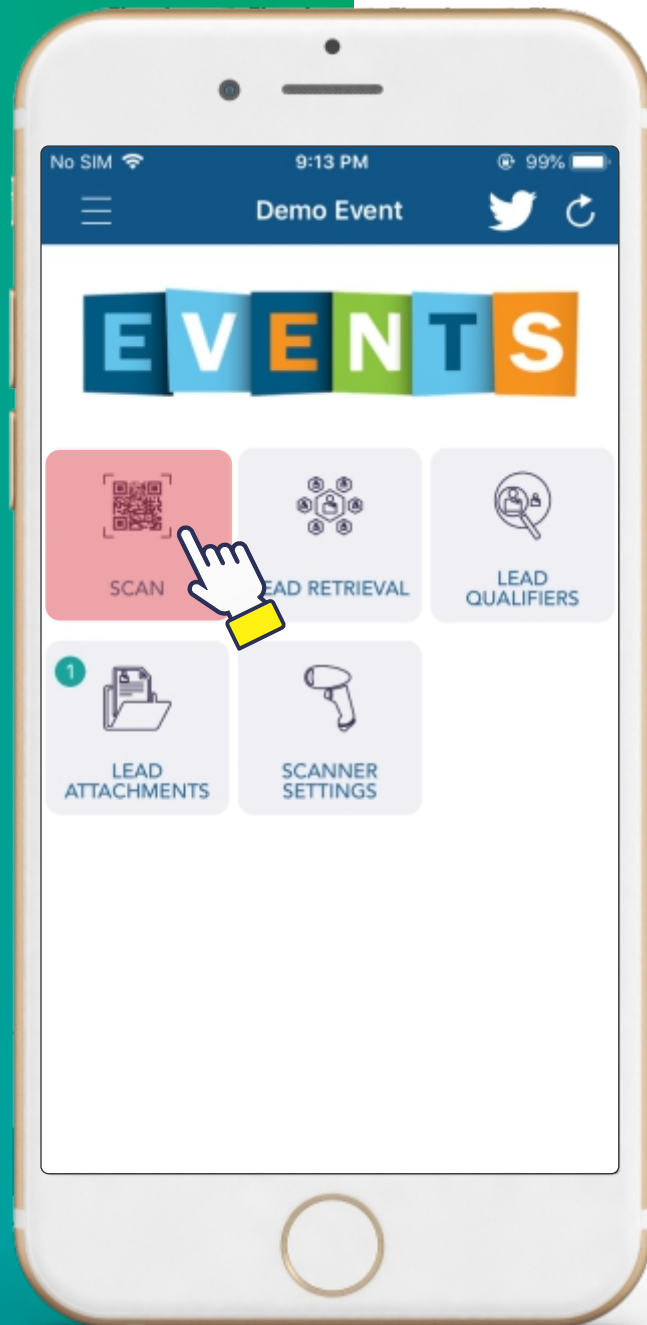 No SIM 9:13 PM 99%
Demo Event
EVENTS
SCAN
EAD RETRIEVAL
LEAD
QUALIFIERS
1
LEAD
ATTACHMENTS
SCANNER
SETTINGS